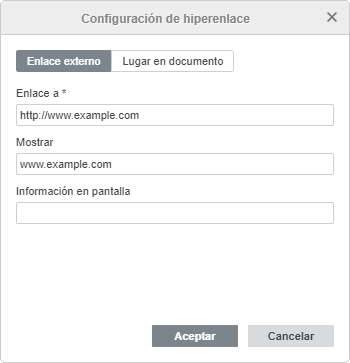 Configuración de hiperenlace
Enlace externo Lugar en documento
Enlace a *
http://www.example.com
Mostrar
www.example.com
Información en pantalla
Aceptar Cancelar